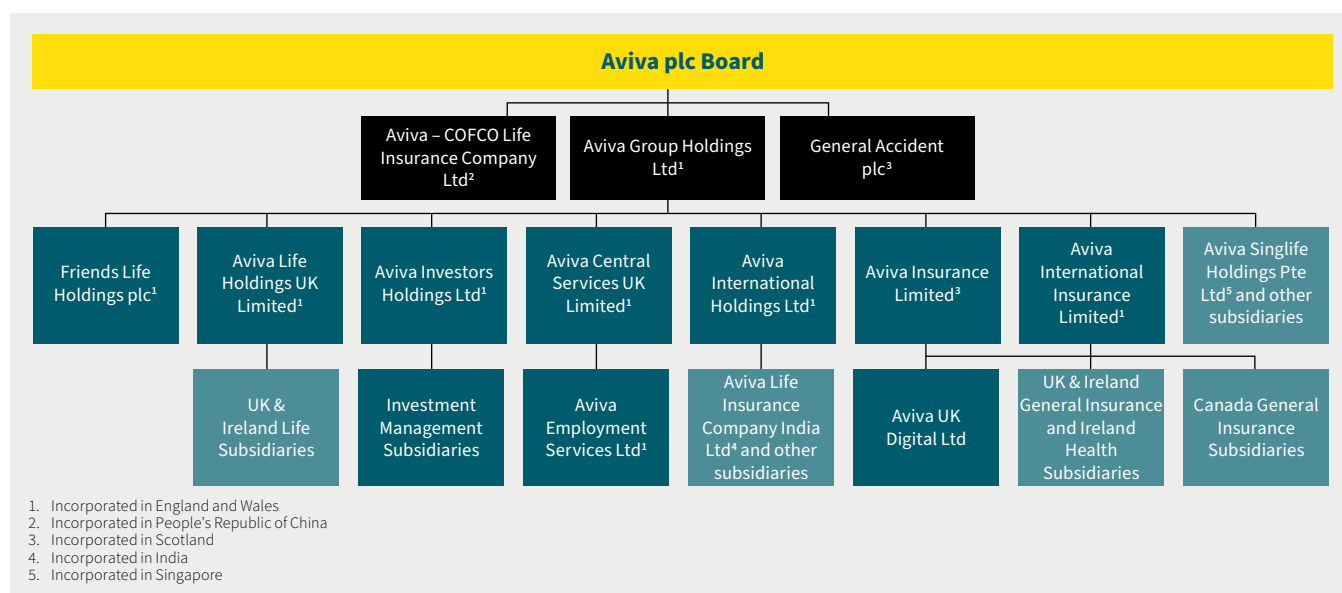 Aviva plc Board
Aviva – COFCO Life
Insurance Company
Ltd²
Aviva Group Holdings
Ltd¹
General Accident
plc³
Friends Life
Holdings plc¹
Aviva Life
Holdings UK
Limited¹
Aviva Investors
Holdings Ltd¹
Aviva Central
Services UK
Limited¹
Aviva
International
Holdings Ltd¹
Aviva Insurance
Limited³
Aviva
International
Insurance
Limited¹
Aviva Singlife
Holdings Pte
Ltd⁵ and other
subsidiaries
UK &
Ireland Life
Subsidiaries
Investment
Management
Subsidiaries
Aviva
Employment
Services Ltd¹
Aviva Life
Insurance
Company India
Ltd⁴ and other
subsidiaries
Aviva UK
Digital Ltd
UK & Ireland
General Insurance
and Ireland
Health
Subsidiaries
Canada General
Insurance
Subsidiaries
1. Incorporated in England and Wales
2. Incorporated in People's Republic of China
3. Incorporated in Scotland
4. Incorporated in India
5. Incorporated in Singapore